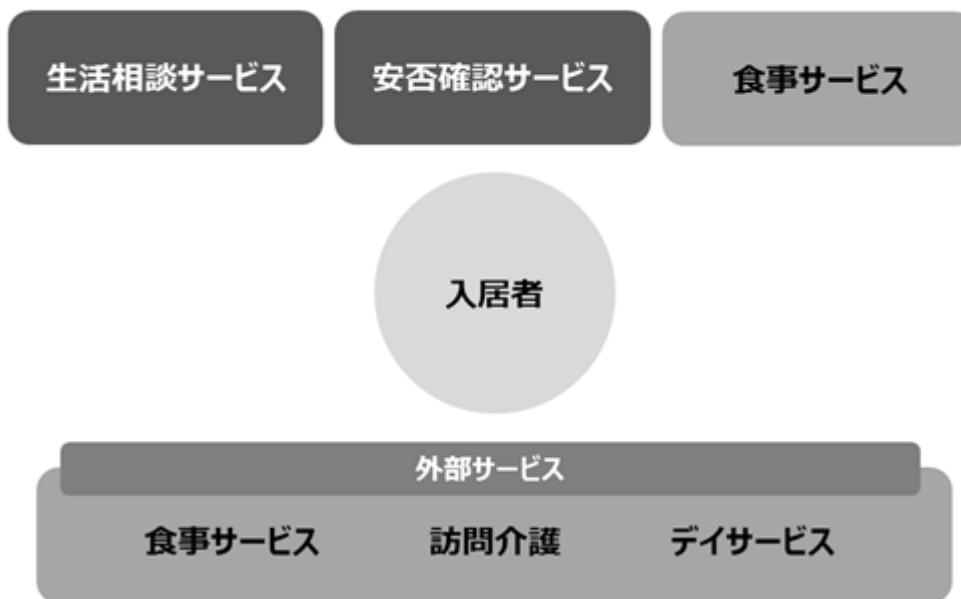 生活相談サービス
安否確認サービス
食事サービス
入居者
外部サービス
食事サービス
訪問介護
デイサービス